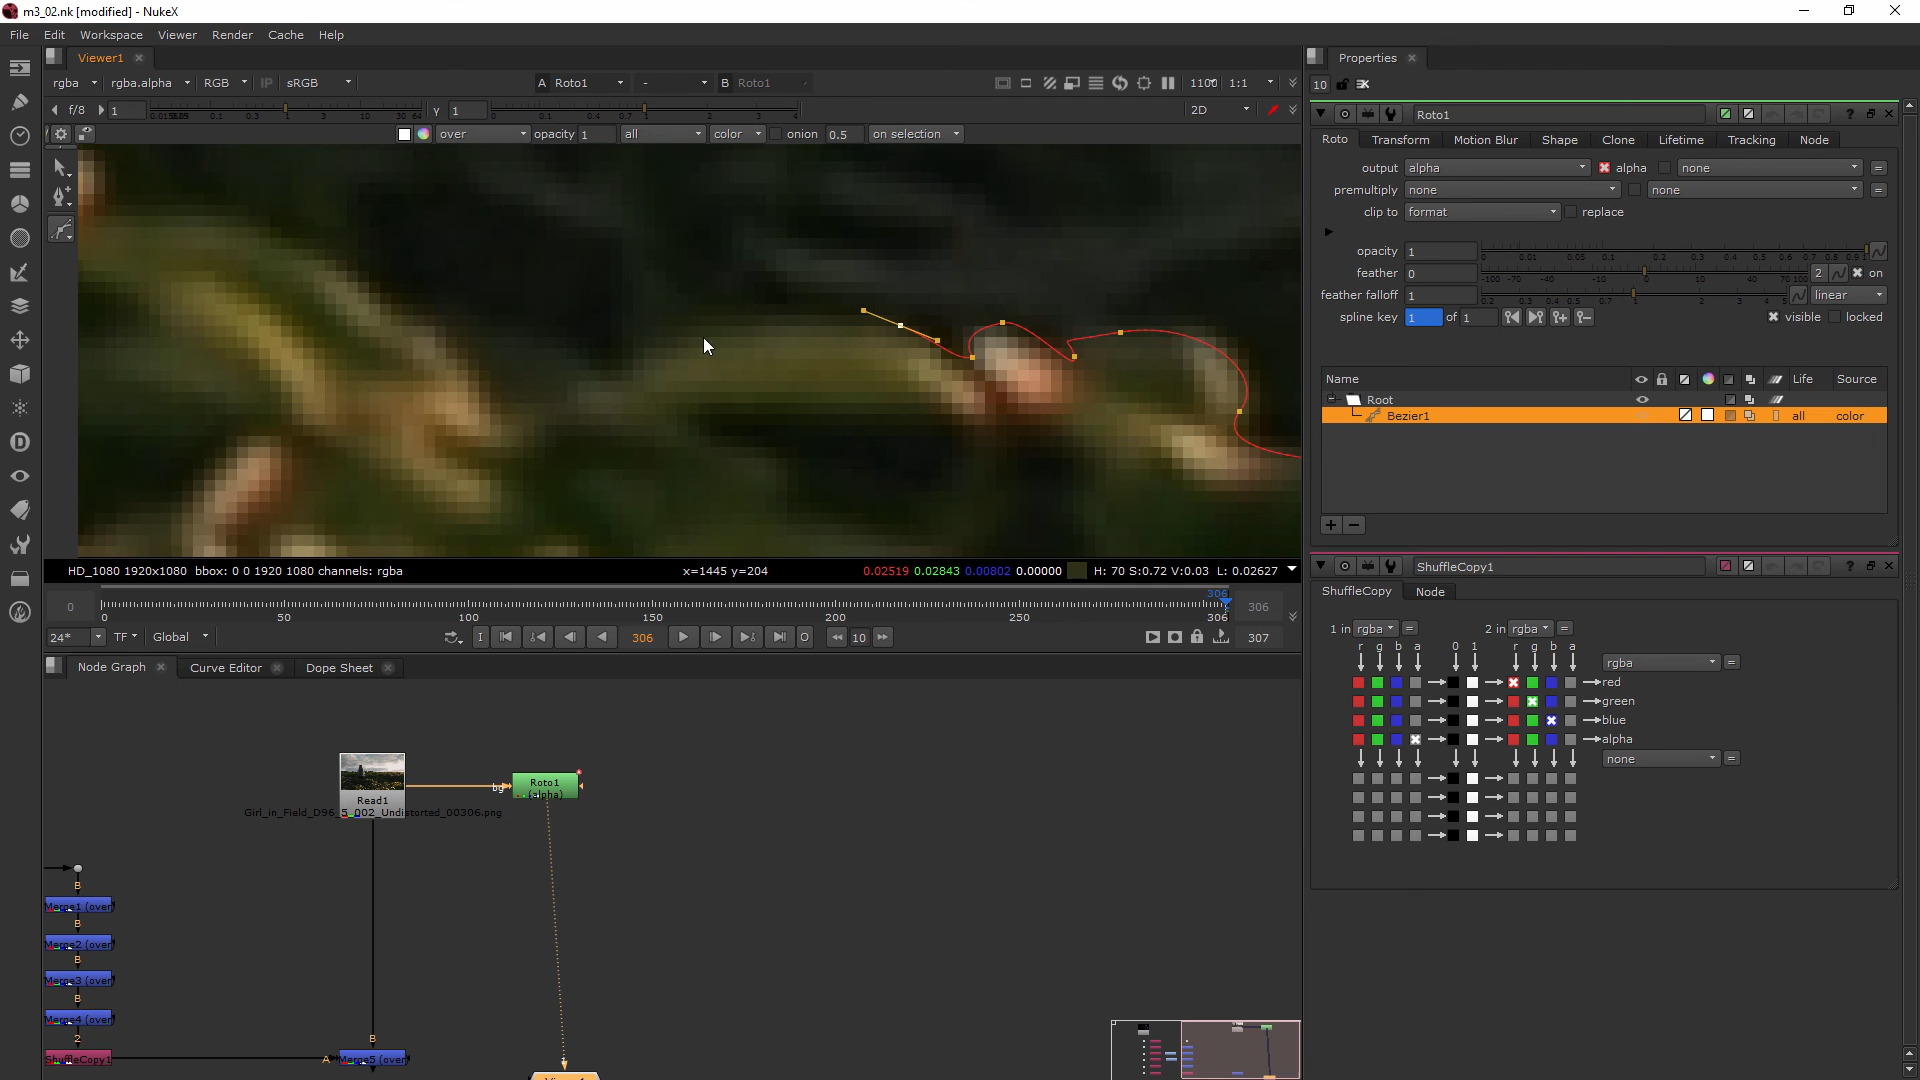 m3_02.nk [modified] - NukeX
File Edit Workspace Viewer Render Cache Help
Viewer1
rgba rgba.alpha RGB IP sRGB A Roto1 - B Roto1 1:1
f/8 1 y 1 2D
over opacity 1 all color onion 0.5 on selection
HD_1080 1920x1080 bbox: 0 0 1920 1080 channels: rgba x=1445 y=204 0.02519 0.02843 0.00802 0.00000 H: 70 S:0.72 V:0.03 L: 0.02627
306
0 306
0 50 100 150 200 250 306
24* TF Global I 306 O 10 307
Node Graph Curve Editor Dope Sheet
Read1
Girl_in_Field_D96_5_002_Undistorted_00306.png
bg
Roto1
(alpha)
B
Merge1 (over
B
Merge2 (over
B
Merge3 (over
B
Merge4 (over
2
ShuffleCopy1
A
B
Merge5 (over
Properties
10
Roto1
Roto Transform Motion Blur Shape Clone Lifetime Tracking Node
output alpha alpha none =
premultiply none none =
clip to format replace
opacity 1
feather 0 2 on
feather falloff 1 linear
spline key 1 of 1 visible locked
Name Life Source
Root
Bezier1 all color
ShuffleCopy1
ShuffleCopy Node
1 in rgba = 2 in rgba =
r g b a 0 1 r g b a
rgba =
red
green
blue
alpha
none =